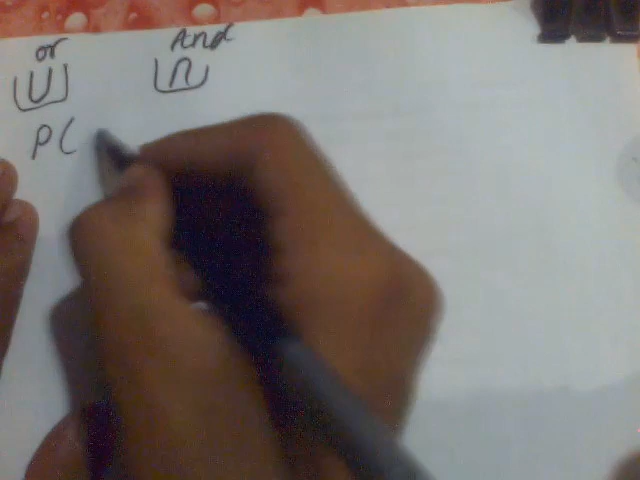 or And
∪ ∩
P(